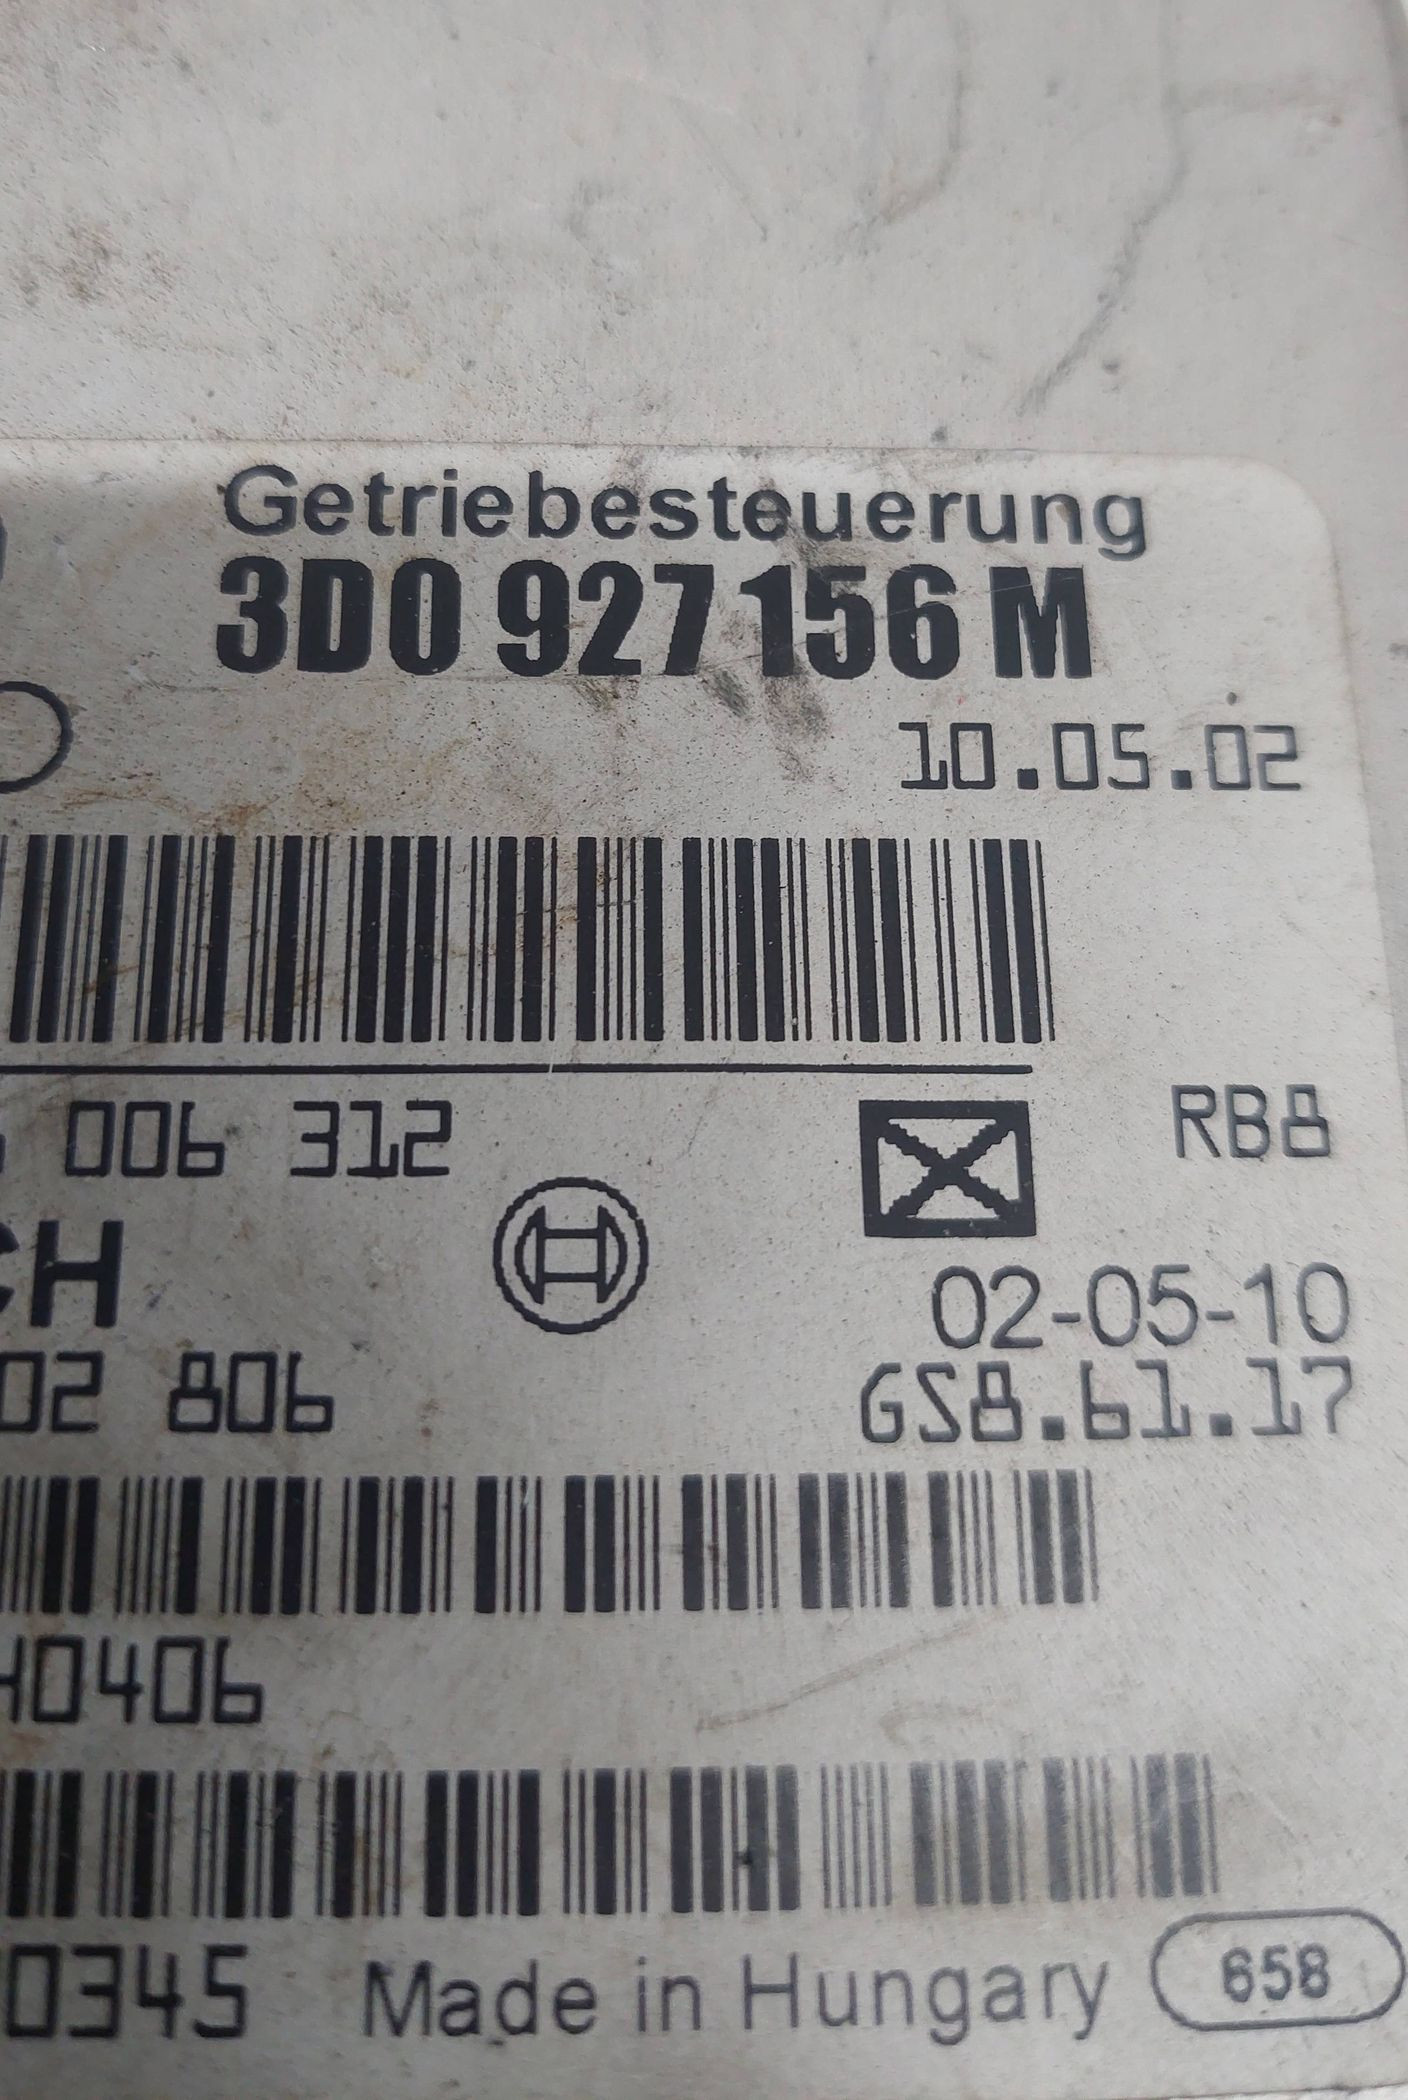 Getriebesteuerung
3D0 927 156 M
10.05.02
006 312
RB8
CH
02-05-10
02 806
GS8.61.17
40406
0345
Made in Hungary
658